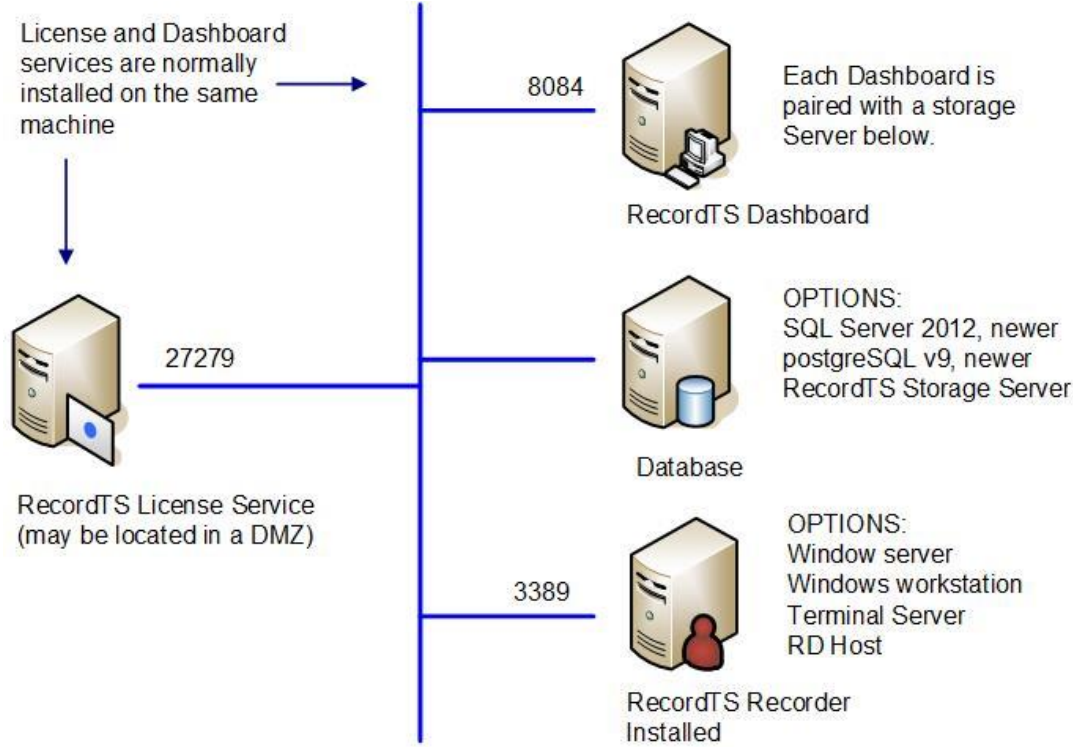 License and Dashboard
services are normally
installed on the same
machine
8084
Each Dashboard is
paired with a storage
Server below.
RecordTS Dashboard
27279
OPTIONS:
SQL Server 2012, newer
postgreSQL v9, newer
RecordTS Storage Server
Database
RecordTS License Service
(may be located in a DMZ)
3389
OPTIONS:
Window server
Windows workstation
Terminal Server
RD Host
RecordTS Recorder
Installed